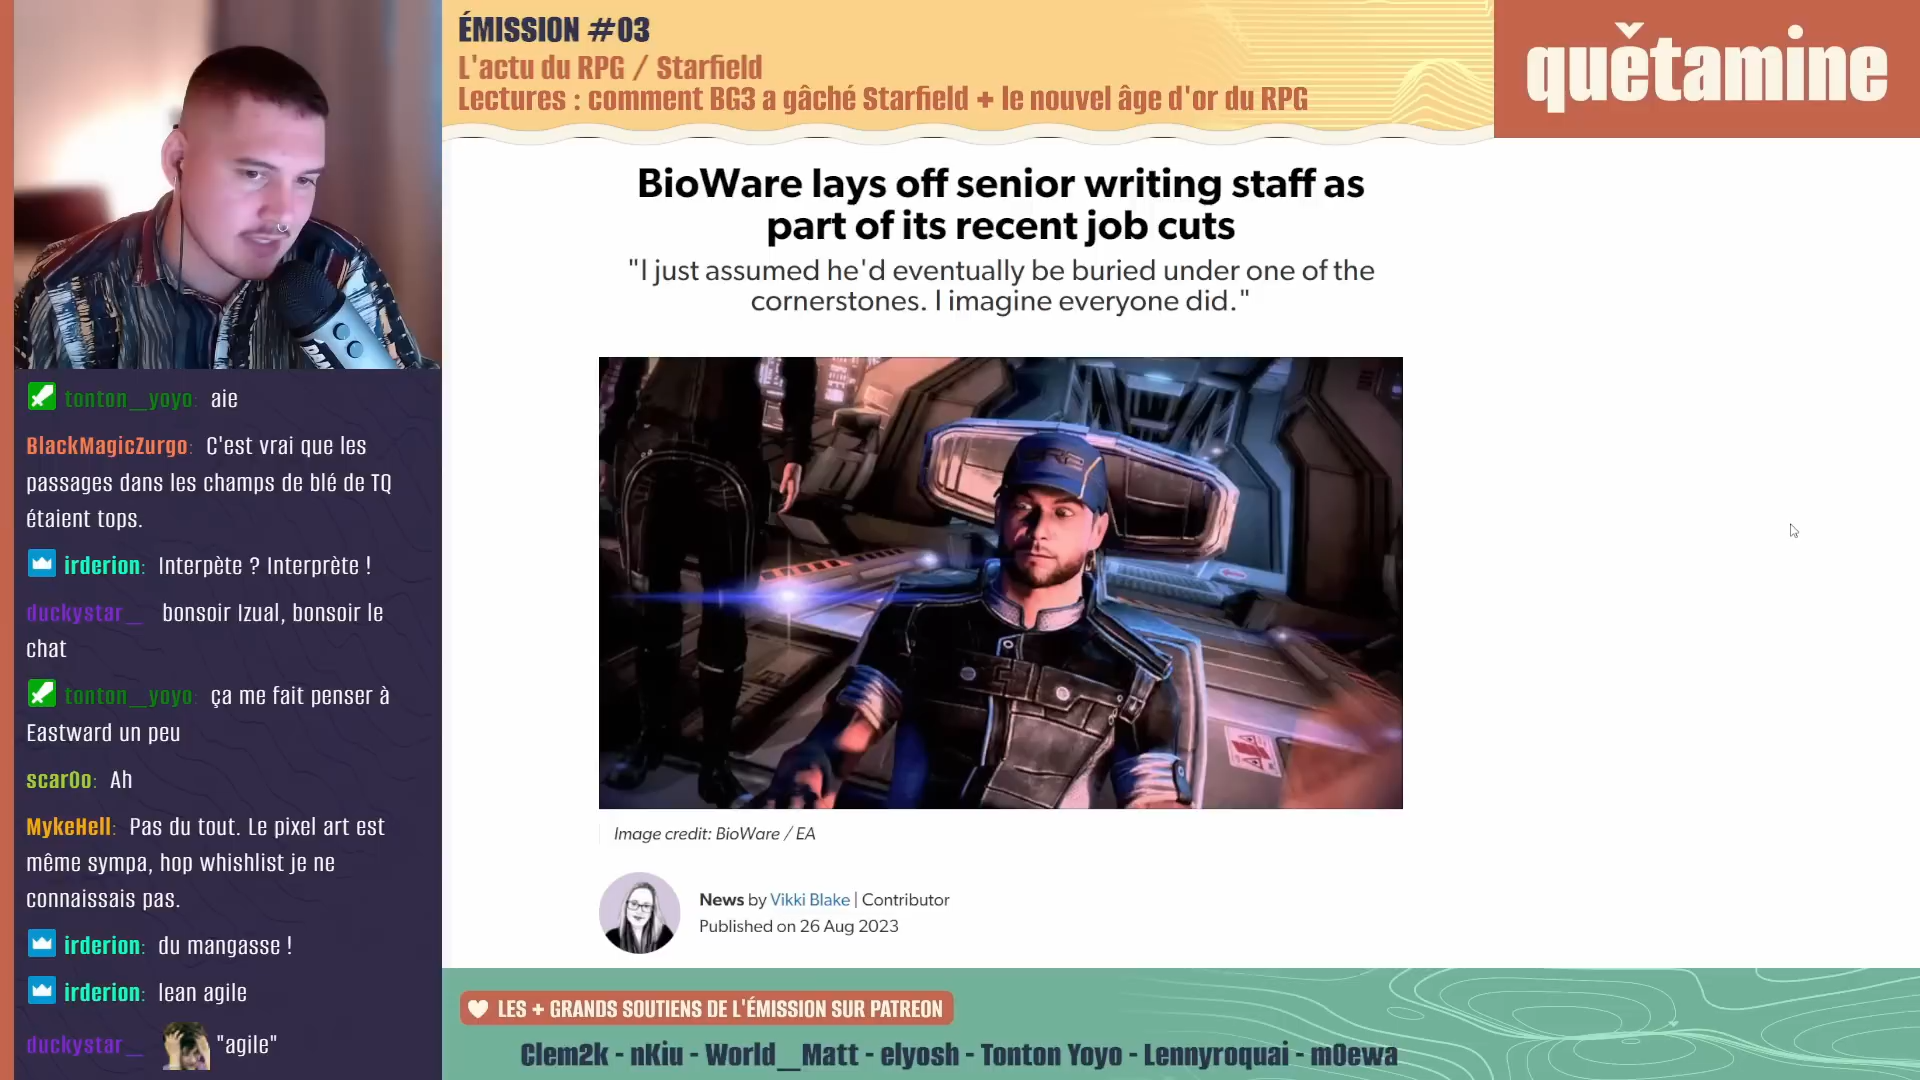 ÉMISSION #03
L'actu du RPG / Starfield
Lectures : comment BG3 a gâché Starfield + le nouvel âge d'or du RPG
quětamine
BioWare lays off senior writing staff as
part of its recent job cuts
"I just assumed he'd eventually be buried under one of the
cornerstones. I imagine everyone did."
Image credit: BioWare / EA
News by Vikki Blake | Contributor
Published on 26 Aug 2023
tonton__yoyo: aie
BlackMagicZurgo: C'est vrai que les
passages dans les champs de blé de TQ
étaient tops.
irderion: Interpète ? Interprète !
duckystar__ bonsoir Izual, bonsoir le
chat
tonton__yoyo: ça me fait penser à
Eastward un peu
scar0o: Ah
MykeHell: Pas du tout. Le pixel art est
même sympa, hop whishlist je ne
connaissais pas.
irderion: du mangasse !
irderion: lean agile
duckystar__ "agile"
LES + GRANDS SOUTIENS DE L'ÉMISSION SUR PATREON
Clem2k - nKiu - World__Matt - elyosh - Tonton Yoyo - Lennyroquai - m0ewa